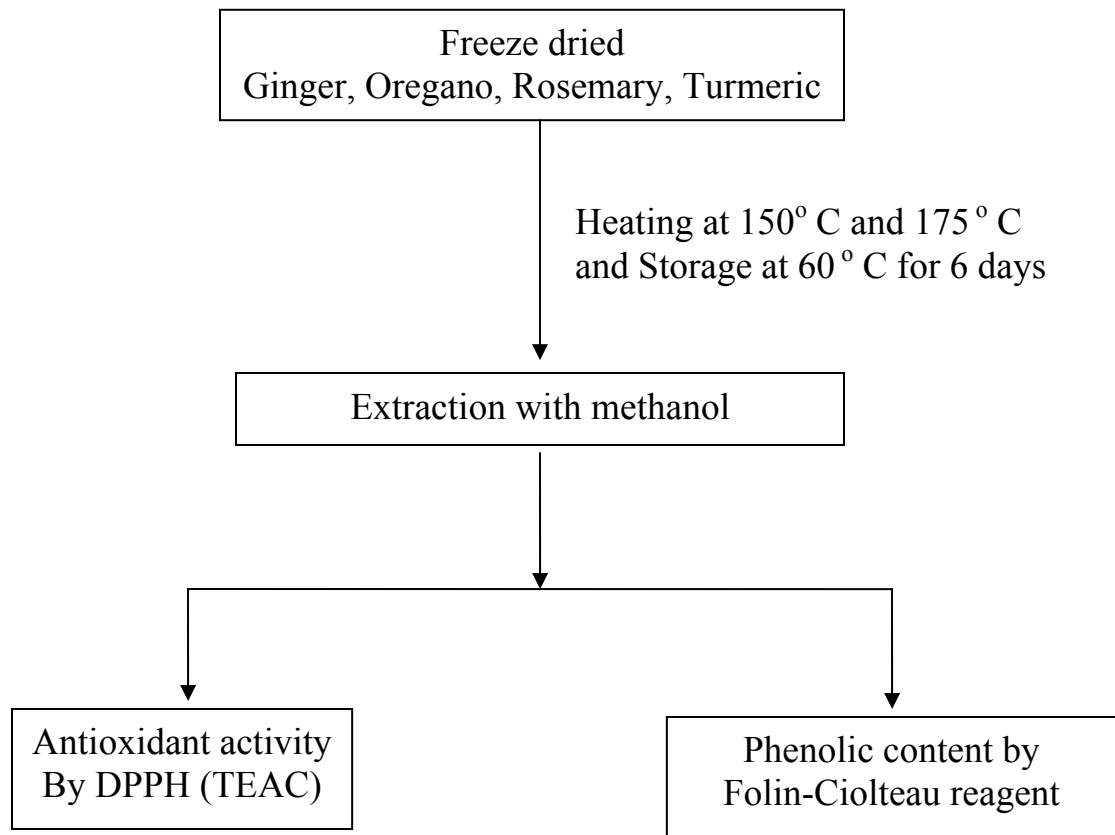 Freeze dried
Ginger, Oregano, Rosemary, Turmeric
Heating at 150° C and 175 ° C
and Storage at 60 ° C for 6 days
Extraction with methanol
Antioxidant activity
By DPPH (TEAC)
Phenolic content by
Folin-Ciolteau reagent